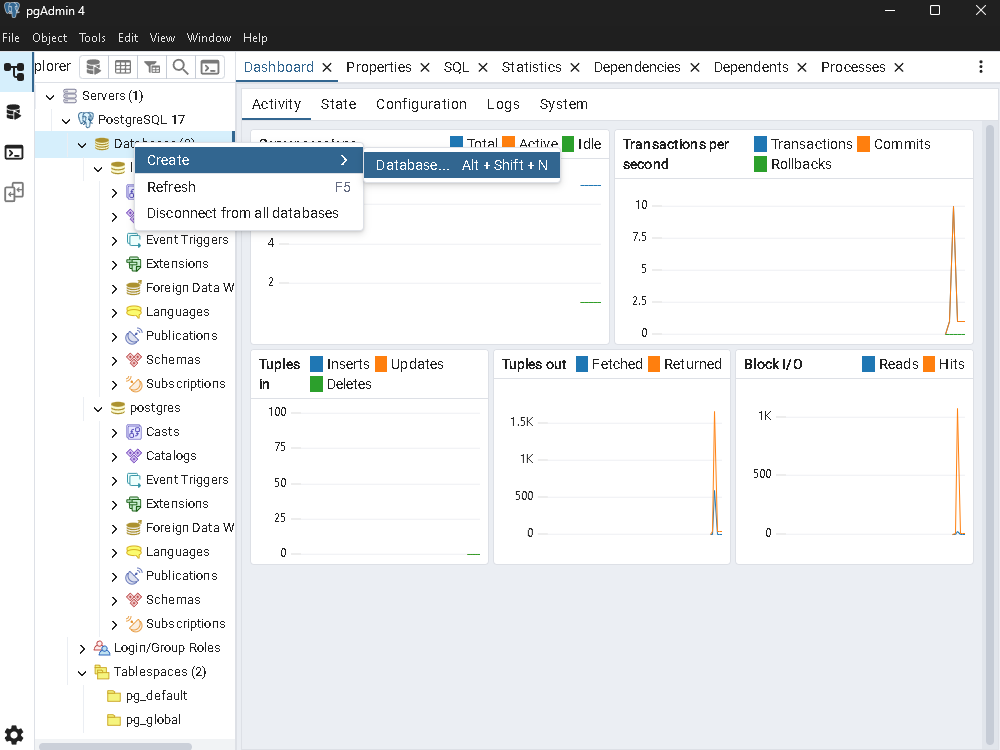 pgAdmin 4
File Object Tools Edit View Window Help
plorer
Dashboard Properties SQL Statistics Dependencies Dependents Processes
Servers (1)
PostgreSQL 17
Create
Refresh F5
Disconnect from all databases
Database... Alt + Shift + N
Event Triggers
Extensions
Foreign Data W
Languages
Publications
Schemas
Subscriptions
postgres
Casts
Catalogs
Event Triggers
Extensions
Foreign Data W
Languages
Publications
Schemas
Subscriptions
Login/Group Roles
Tablespaces (2)
pg_default
pg_global
Activity State Configuration Logs System
Total Active Idle
4
2
Transactions per second
Transactions Commits
Rollbacks
10
7.5
5
2.5
0
Tuples in
Inserts Updates
Deletes
100
75
50
25
0
Tuples out Fetched Returned
1.5K
1K
500
0
Block I/O Reads Hits
1K
500
0